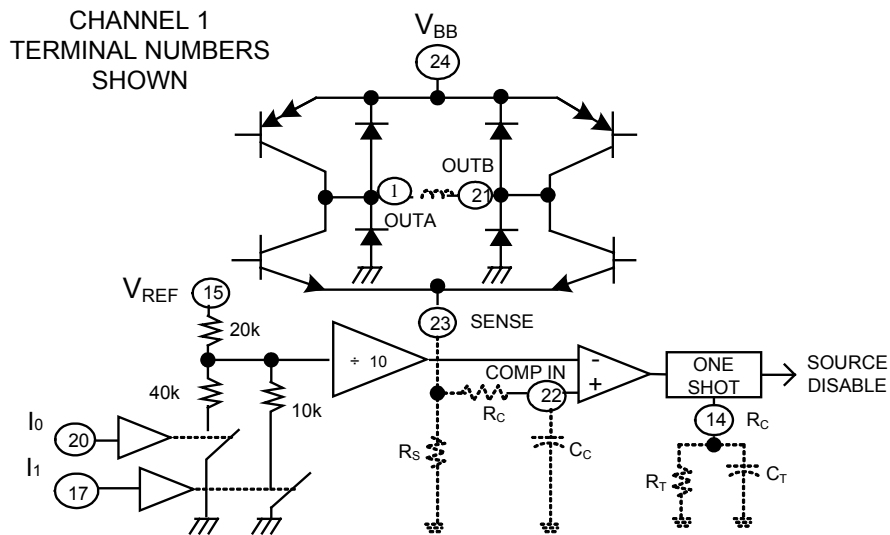 CHANNEL 1
TERMINAL NUMBERS
SHOWN
VBB
24
OUTB
1
21
OUTA
VREF
15
20k
23
SENSE
÷ 10
40k
10k
COMP IN
-
+
ONE
SHOT
SOURCE
DISABLE
I0
20
RC
22
14
RC
I1
17
RS
CC
RT
CT